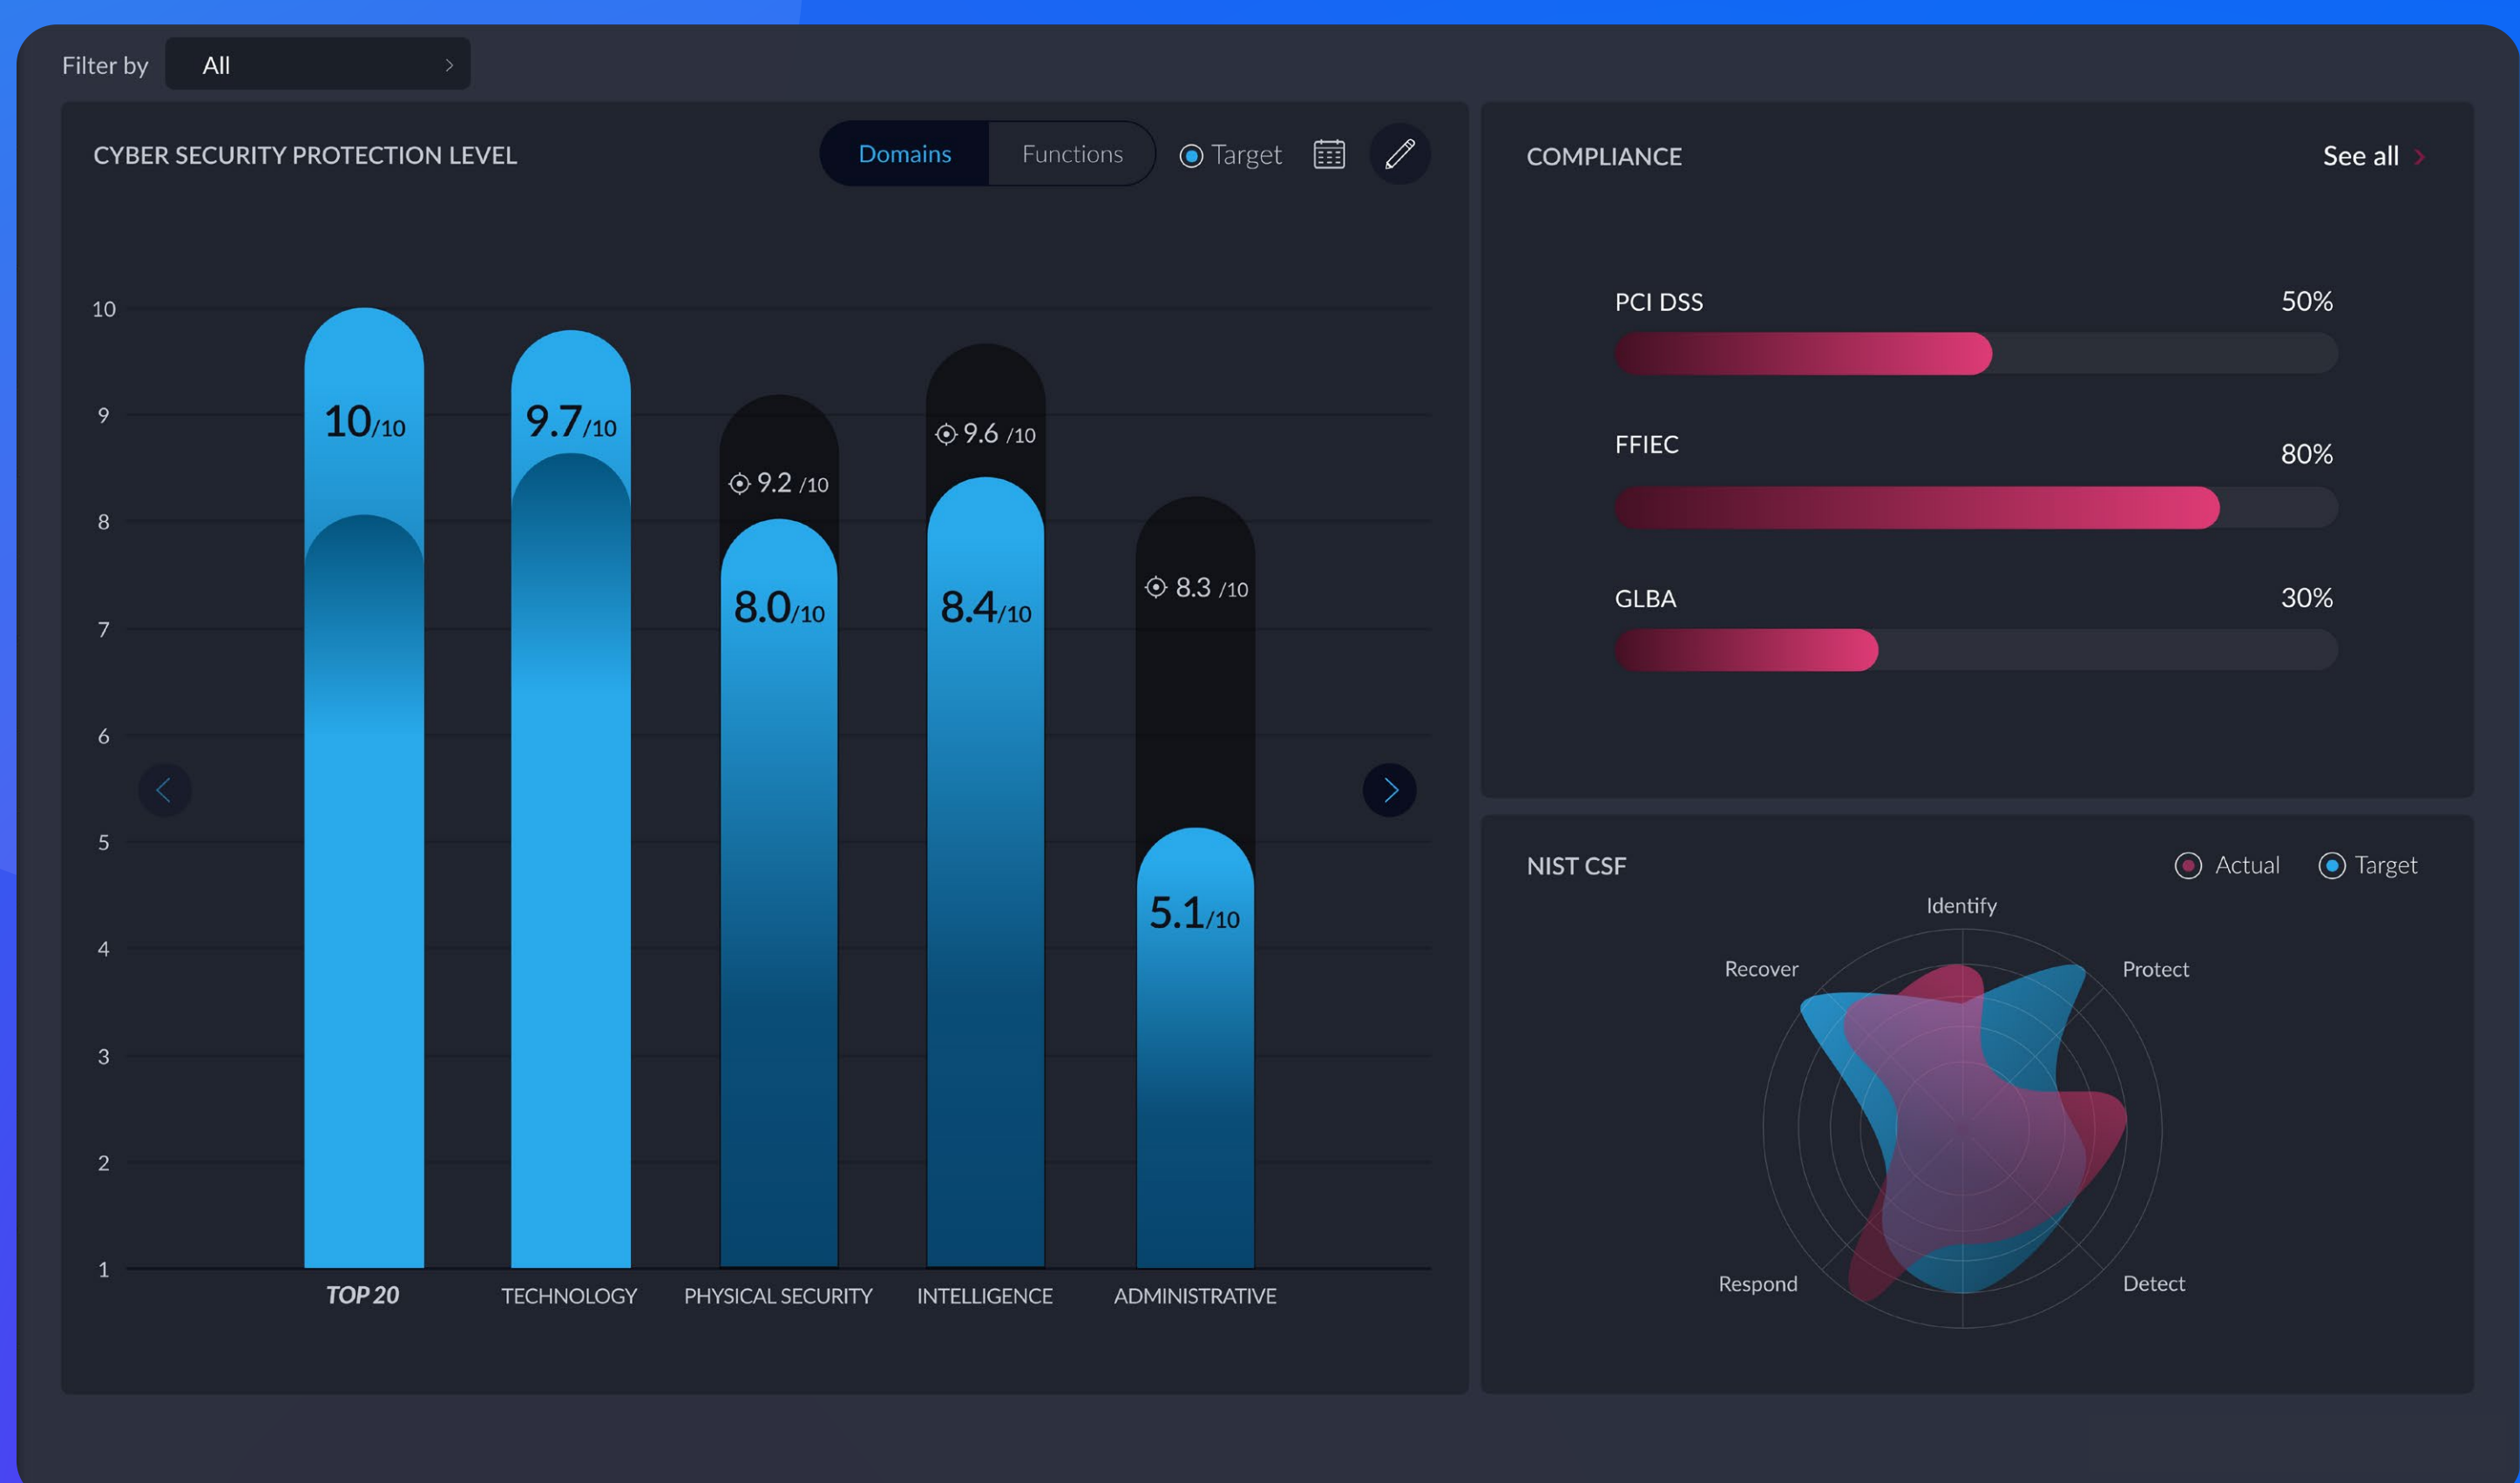 Filter by All
CYBER SECURITY PROTECTION LEVEL
Domains Functions Target
10
9
8
7
6
5
4
3
2
1
10/10
9.7/10
9.2 /10
8.0/10
9.6 /10
8.4/10
8.3 /10
5.1/10
TOP 20 TECHNOLOGY PHYSICAL SECURITY INTELLIGENCE ADMINISTRATIVE
COMPLIANCE See all
PCI DSS 50%
FFIEC 80%
GLBA 30%
NIST CSF Actual Target
Identify
Recover Protect
Respond Detect